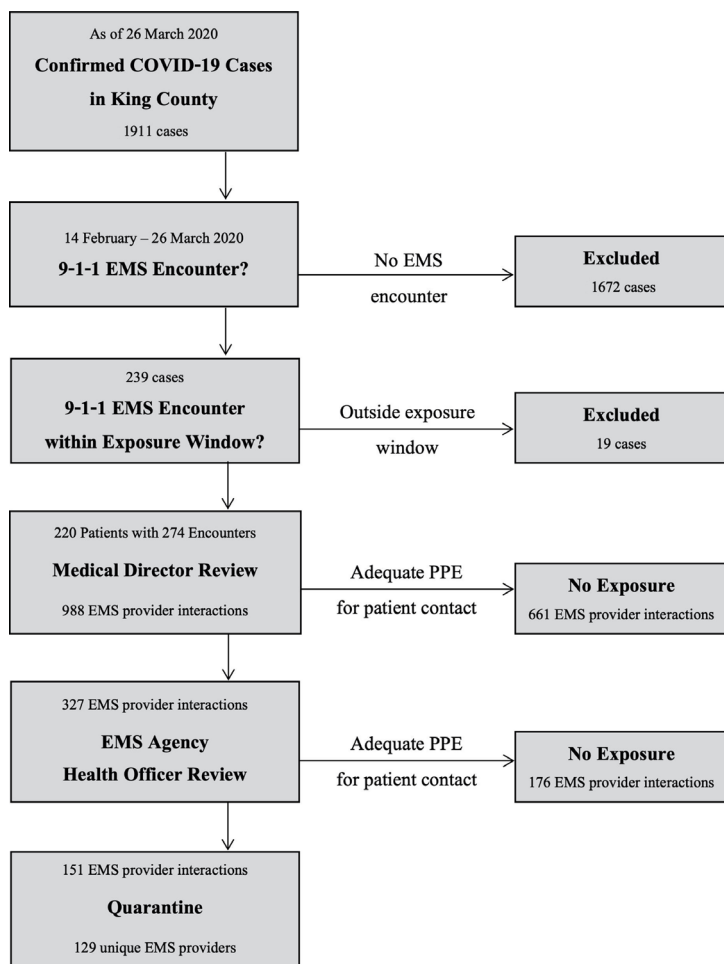 As of 26 March 2020
Confirmed COVID-19 Cases
in King County
1911 cases
14 February – 26 March 2020
9-1-1 EMS Encounter?
No EMS
encounter
Excluded
1672 cases
239 cases
9-1-1 EMS Encounter
within Exposure Window?
Outside exposure
window
Excluded
19 cases
220 Patients with 274 Encounters
Medical Director Review
988 EMS provider interactions
Adequate PPE
for patient contact
No Exposure
661 EMS provider interactions
327 EMS provider interactions
EMS Agency
Health Officer Review
Adequate PPE
for patient contact
No Exposure
176 EMS provider interactions
151 EMS provider interactions
Quarantine
129 unique EMS providers